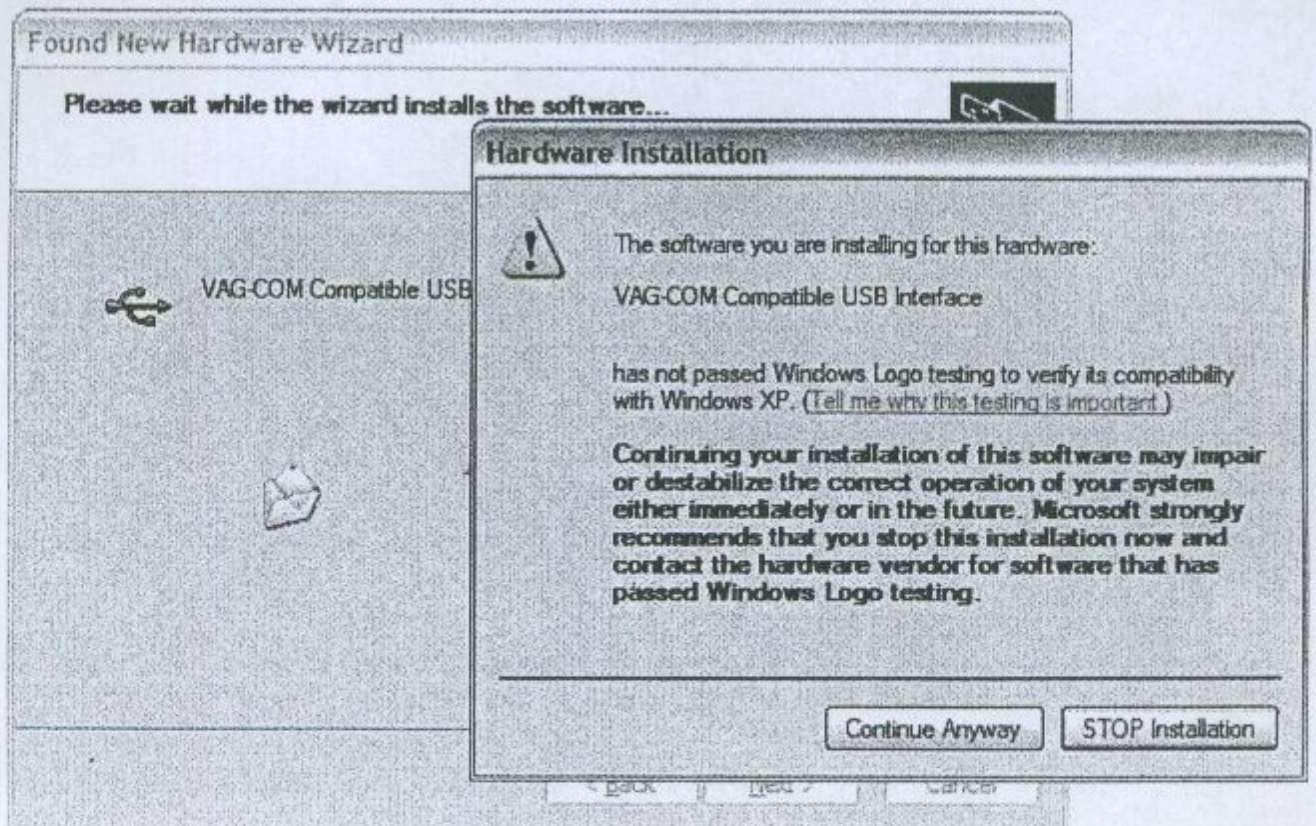 Found New Hardware Wizard
Please wait while the wizard installs the software...
Hardware Installation
The software you are installing for this hardware:
VAG-COM Compatible USB
VAG-COM Compatible USB Interface
has not passed Windows Logo testing to verify its compatibility
with Windows XP. (Tell me why this testing is important.)
Continuing your installation of this software may impair
or destabilize the correct operation of your system
either immediately or in the future. Microsoft strongly
recommends that you stop this installation now and
contact the hardware vendor for software that has
passed Windows Logo testing.
Continue Anyway STOP Installation
< Back Next > Cancel